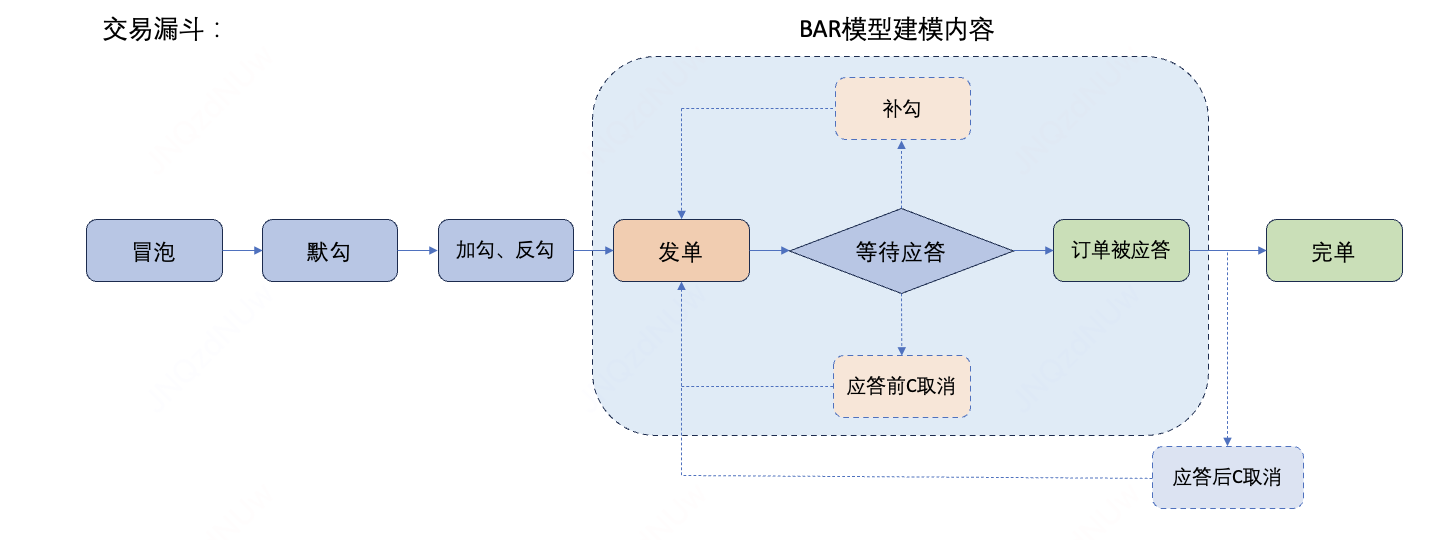 交易漏斗：
BAR模型建模内容
补勾
冒泡
默勾
加勾、反勾
发单
等待应答
订单被应答
完单
应答前C取消
应答后C取消